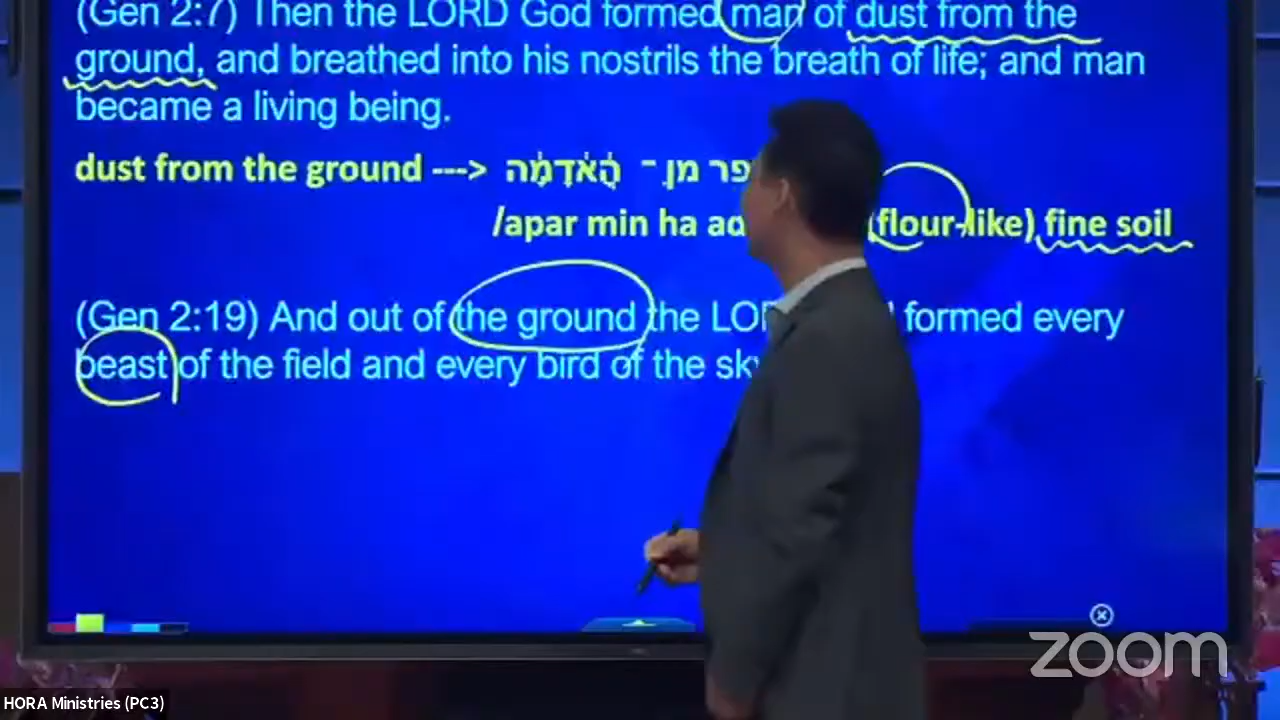 (Gen 2:7) Then the LORD God formed man of dust from the
ground, and breathed into his nostrils the breath of life; and man
became a living being.
dust from the ground ---> פר מן־ הָֽאֲדָמָ֔ה
/apar min ha (flour-like) fine soil
(Gen 2:19) And out of the ground the formed every
beast of the field and every bird of the
zoom
HORA Ministries (PC3)